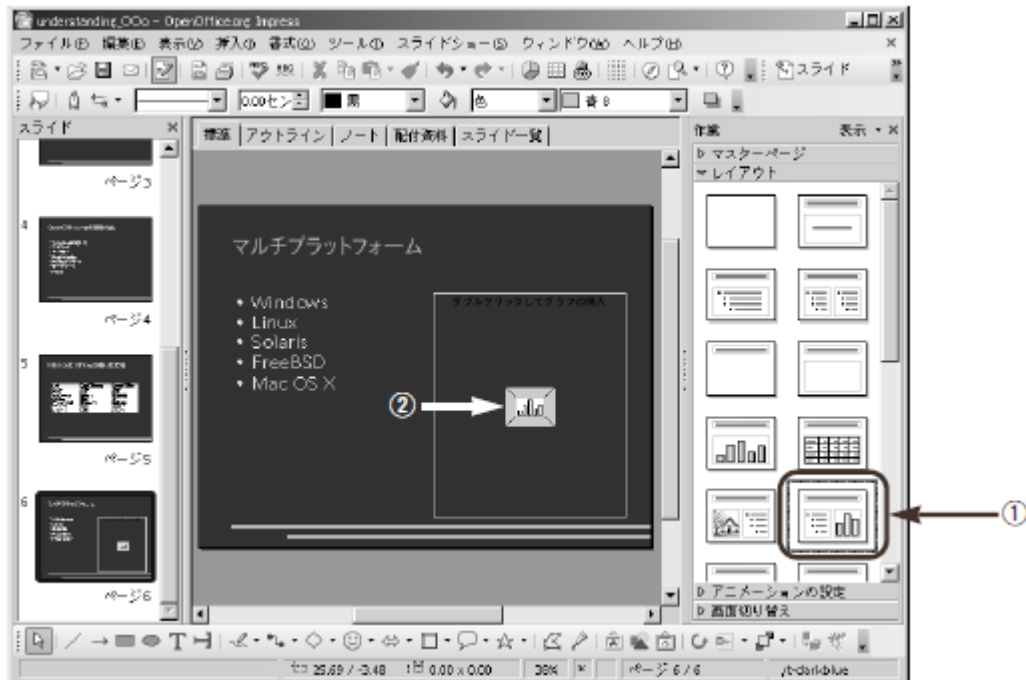 understanding_OOo - OpenOffice.org Impress
ファイル(F) 編集(E) 表示(V) 挿入(I) 書式(O) ツール(T) スライドショー(S) ウィンドウ(W) ヘルプ(H)
スライド
0.00セン 黒 色 青 8
スライド
標準 アウトライン ノート 配付資料 スライド一覧
作業 表示
マスターページ
レイアウト
ページ3
4
ページ4
5
ページ5
6
ページ6
マルチプラットフォーム
• Windows
• Linux
• Solaris
• FreeBSD
• Mac OS X
ダブルクリックしてグラフの挿入
②
①
アニメーションの設定
画面切り替え
25.69 / -3.48 0.00 x 0.00 38% * ページ 6 / 6 /t-darkblue